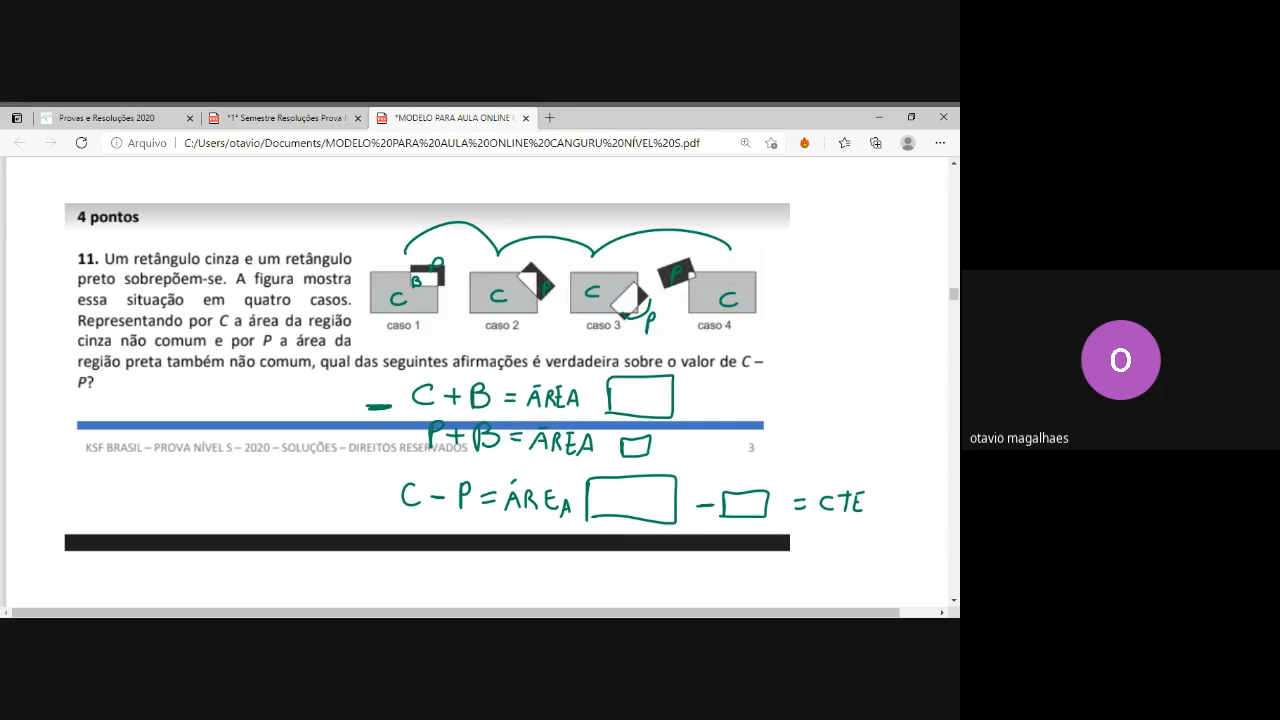 Provas e Resoluções 2020
*1° Semestre Resoluções Prova
*MODELO PARA AULA ONLINE
Arquivo
C:/Users/otavio/Documents/MODELO%20PARA%20AULA%20ONLINE%20CANGURU%20NÍVEL%20S.pdf
4 pontos
11. Um retângulo cinza e um retângulo
preto sobrepõem-se. A figura mostra
essa situação em quatro casos.
Representando por C a área da região
cinza não comum e por P a área da
região preta também não comum, qual das seguintes afirmações é verdadeira sobre o valor de C –
P?
P
B
C
caso 1
C
P
caso 2
C
P
caso 3
P
C
caso 4
C + B = ÁREA
P + B = ÁREA
KSF BRASIL – PROVA NÍVEL S – 2020 – SOLUÇÕES – DIREITOS RESERVADOS
3
C - P = ÁREA - = CTE
O
otavio magalhaes